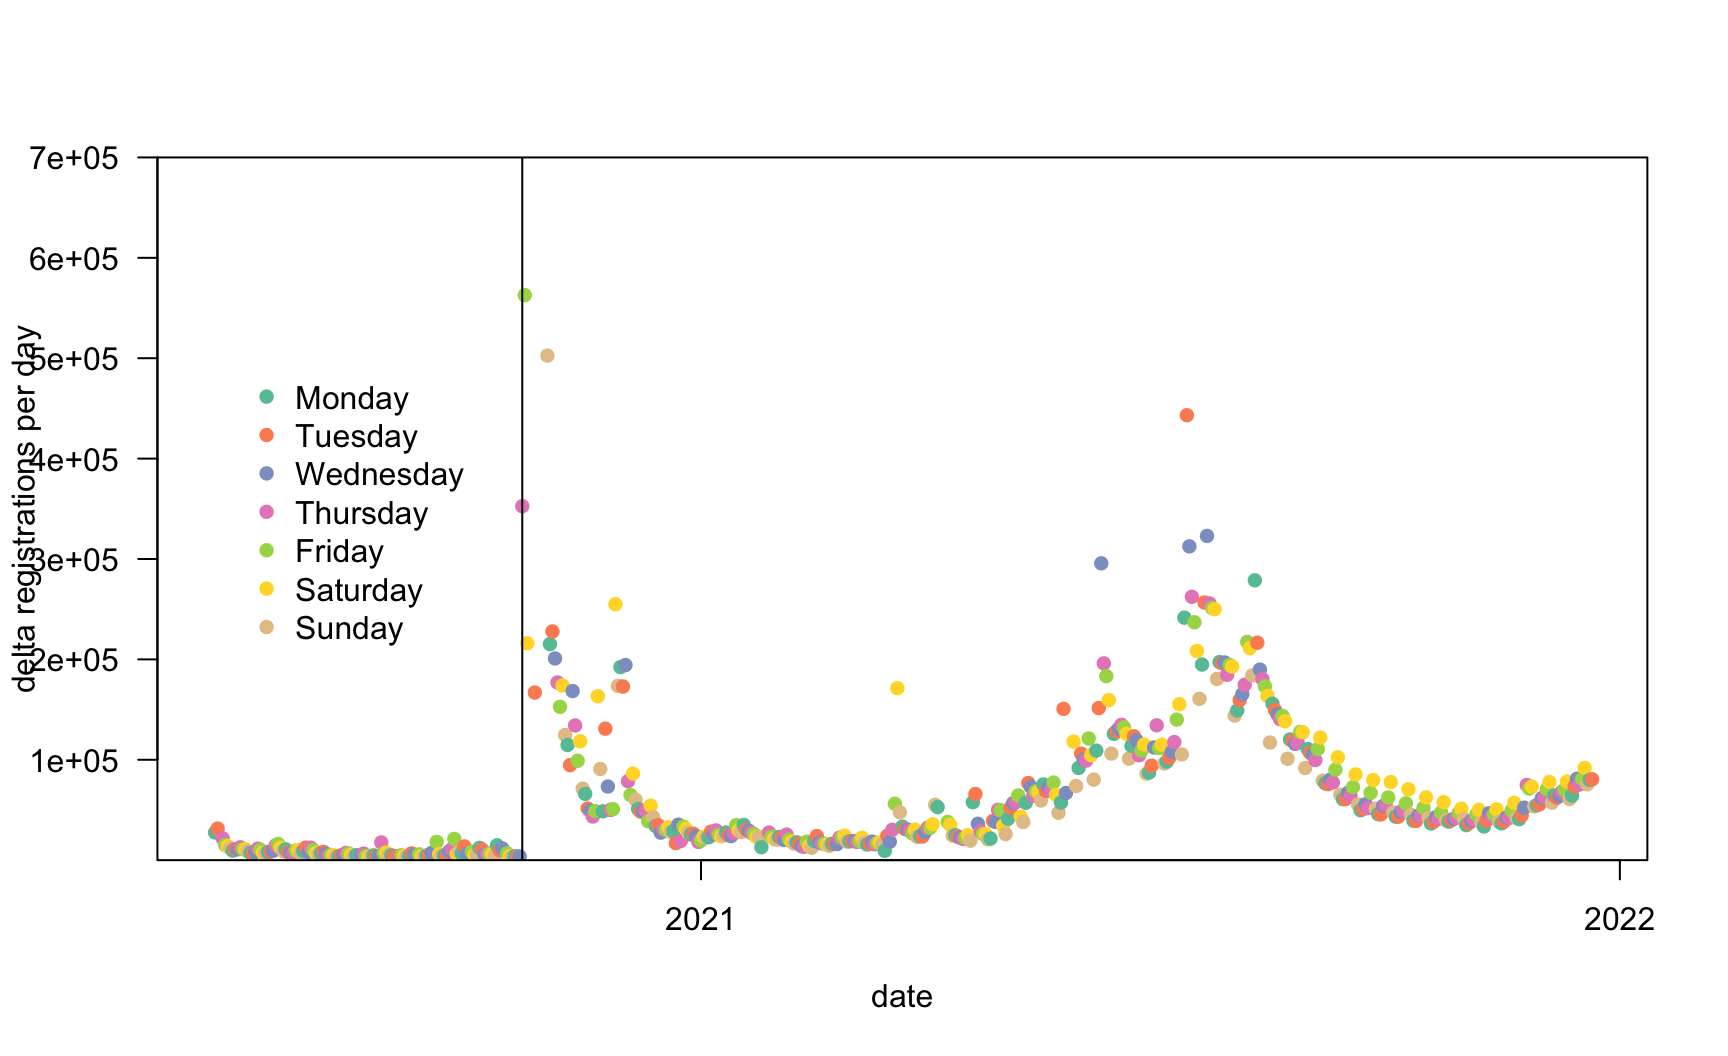 7e+05
6e+05
5e+05
4e+05
3e+05
2e+05
1e+05
delta registrations per day
Monday
Tuesday
Wednesday
Thursday
Friday
Saturday
Sunday
2021
2022
date